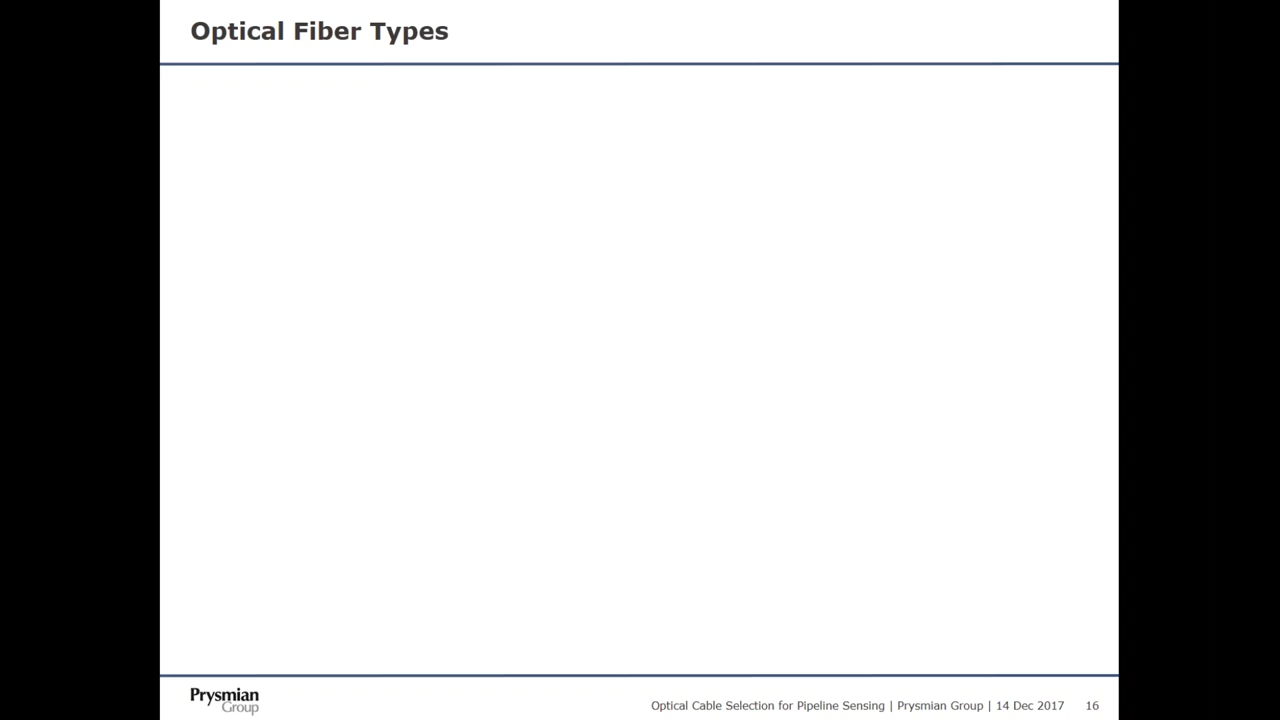 Optical Fiber Types
Prysmian
Group
Optical Cable Selection for Pipeline Sensing | Prysmian Group | 14 Dec 2017 16